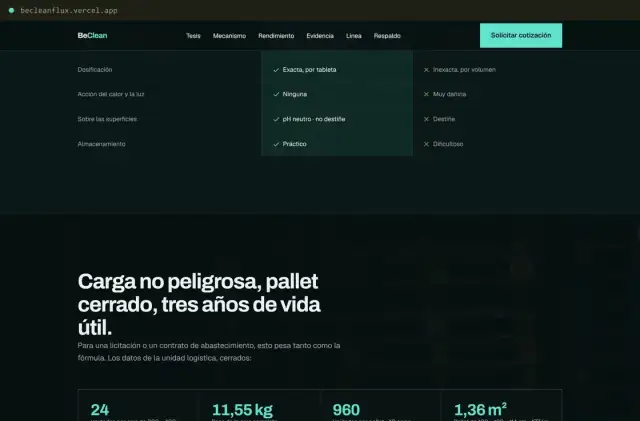 becleanflux.vercel.app
BeClean Tesis Mecanismo Rendimiento Evidencia Línea Respaldo Solicitar cotización
Dosificación ✓ Exacta, por tableta × Inexacta, por volumen
Acción del calor y la luz ✓ Ninguna × Muy dañina
Sobre las superficies ✓ pH neutro · no destiñe × Destiñe
Almacenamiento ✓ Práctico × Dificultoso
Carga no peligrosa, pallet
cerrado, tres años de vida
útil.
Para una licitación o un contrato de abastecimiento, esto pesa tanto como la
fórmula. Los datos de la unidad logística, cerrados:
24 11,55 kg 960 1,36 m²